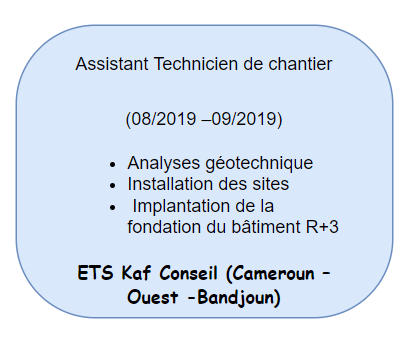 Assistant Technicien de chantier
(08/2019 –09/2019)
• Analyses géotechnique
• Installation des sites
• Implantation de la
fondation du bâtiment R+3
ETS Kaf Conseil (Cameroun –
Ouest -Bandjoun)